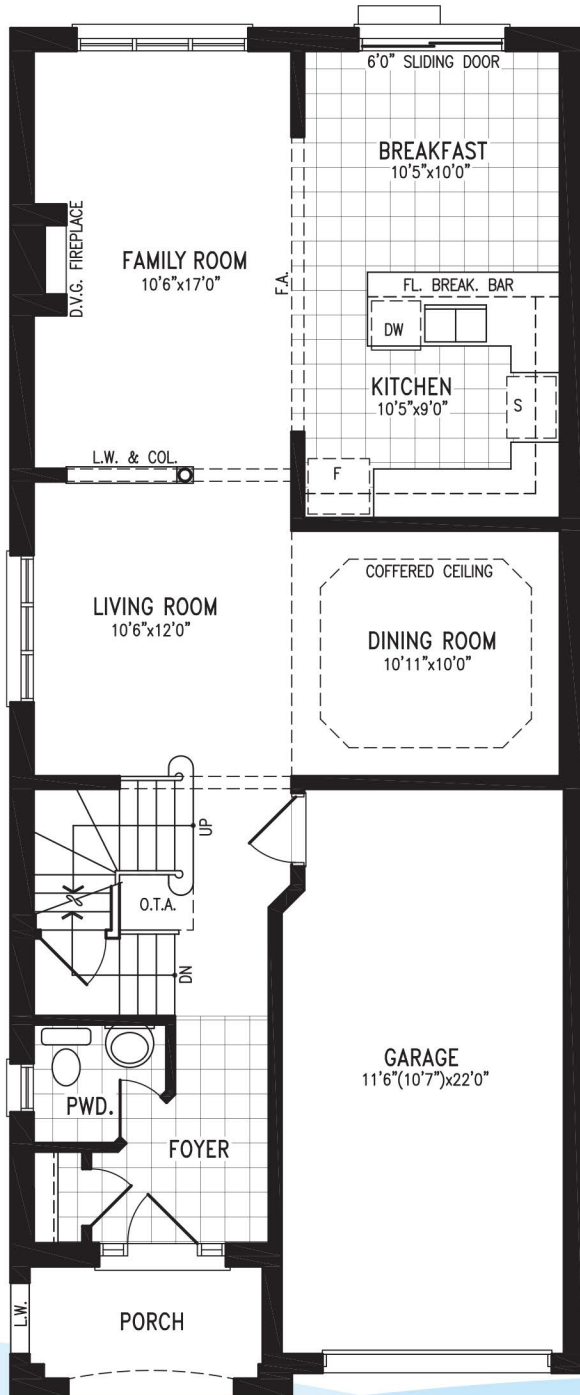 6'0" SLIDING DOOR
BREAKFAST
10'5"x10'0"
D.V.G. FIREPLACE
FAMILY ROOM
10'6"x17'0"
F.A.
FL. BREAK. BAR
DW
KITCHEN
10'5"x9'0"
S
F
L.W. & COL.
LIVING ROOM
10'6"x12'0"
COFFERED CEILING
DINING ROOM
10'11"x10'0"
UP
O.T.A.
DN
PWD.
FOYER
GARAGE
11'6"(10'7")x22'0"
L.W.
PORCH